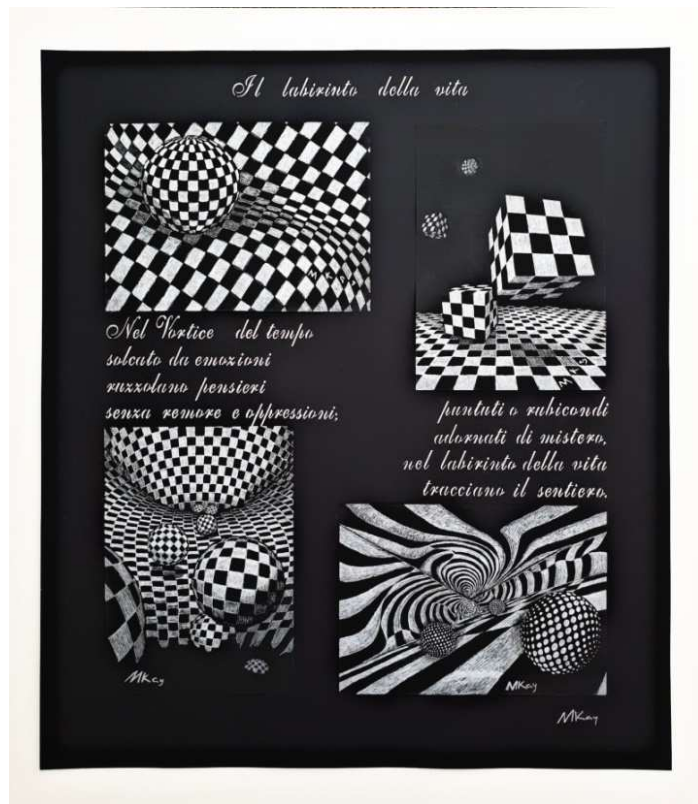 Il labirinto della vita
Nel Vortice del tempo
solcato da emozioni
ruzzolano pensieri
senza remore e oppressioni;
puntuti o rubicondi
adornati di mistero,
nel labirinto della vita
tracciano il sentiero.
MKay
MKay
MKay